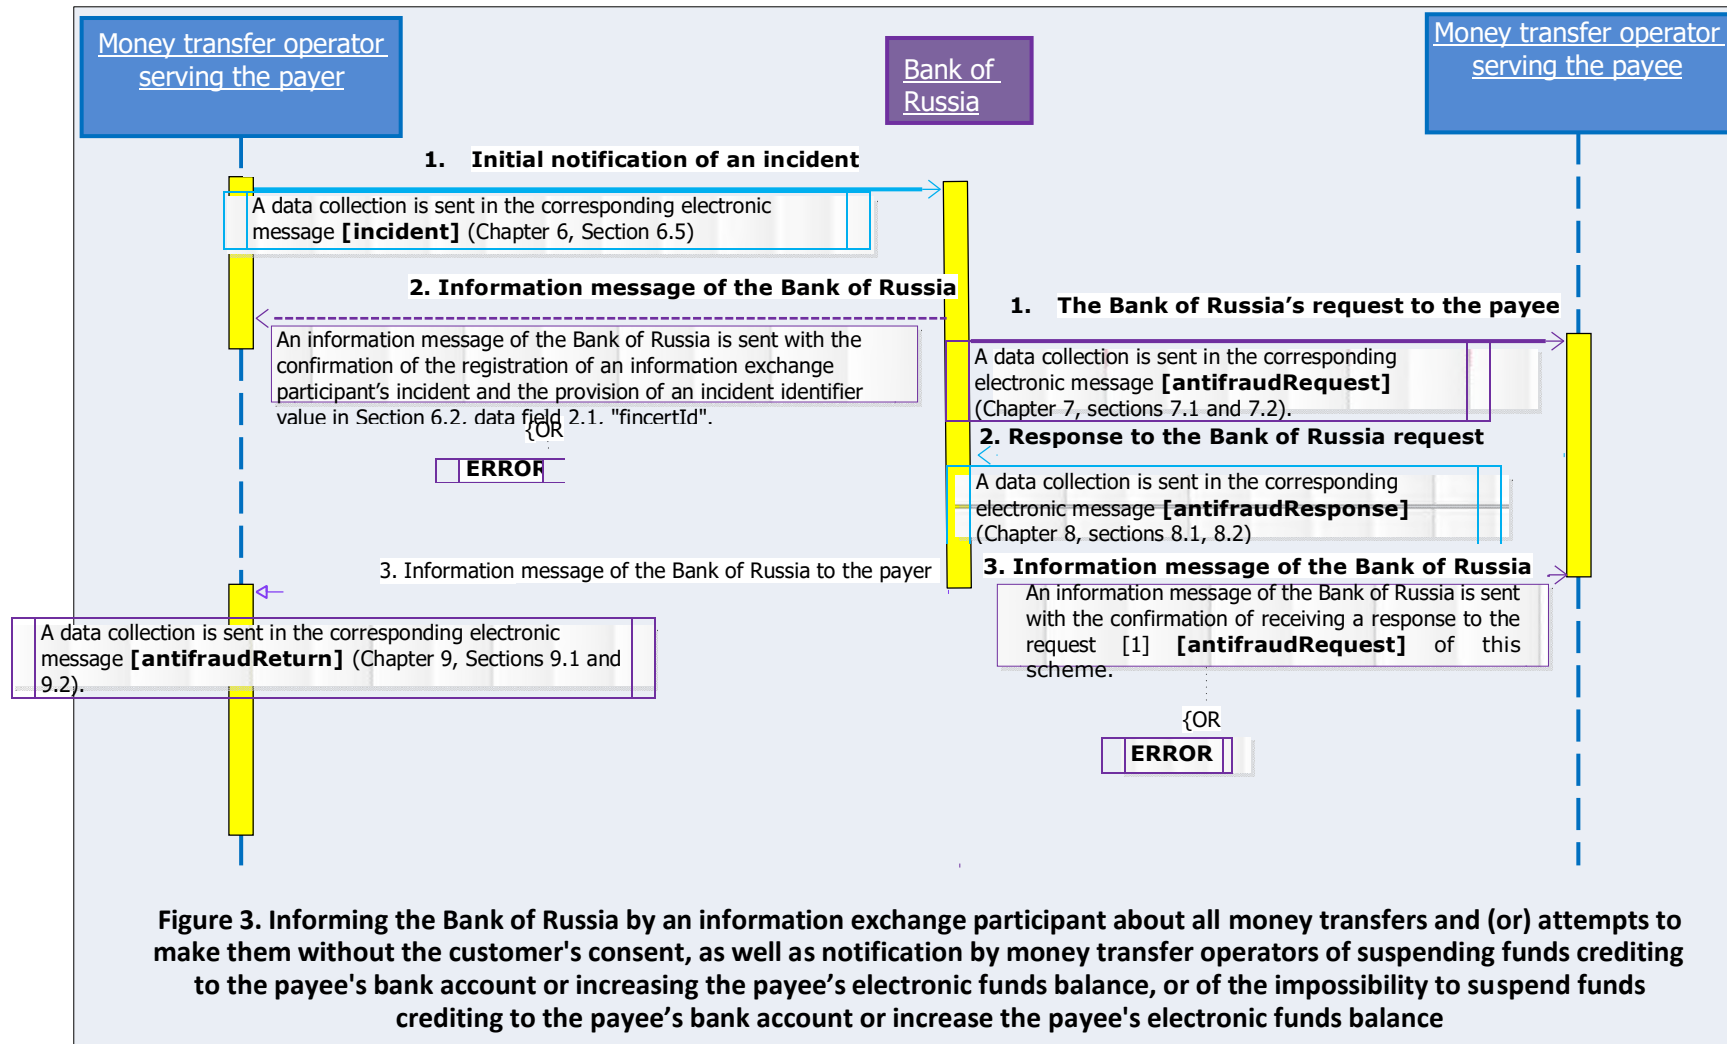 Money transfer operator
serving the payer
Bank of
Russia
Money transfer operator
serving the payee
1. Initial notification of an incident
A data collection is sent in the corresponding electronic
message [incident] (Chapter 6, Section 6.5)
2. Information message of the Bank of Russia
An information message of the Bank of Russia is sent with the
confirmation of the registration of an information exchange
participant’s incident and the provision of an incident identifier
value in Section 6.2, data field 2.1, "fincertId".
{OR
ERROR
1. The Bank of Russia’s request to the payee
A data collection is sent in the corresponding
electronic message [antifraudRequest]
(Chapter 7, sections 7.1 and 7.2).
2. Response to the Bank of Russia request
A data collection is sent in the corresponding
electronic message [antifraudResponse]
(Chapter 8, sections 8.1, 8.2)
3. Information message of the Bank of Russia to the payer
A data collection is sent in the corresponding electronic
message [antifraudReturn] (Chapter 9, Sections 9.1 and
9.2).
3. Information message of the Bank of Russia
An information message of the Bank of Russia is sent
with the confirmation of receiving a response to the
request [1] [antifraudRequest] of this
scheme.
{OR
ERROR
Figure 3. Informing the Bank of Russia by an information exchange participant about all money transfers and (or) attempts to
make them without the customer's consent, as well as notification by money transfer operators of suspending funds crediting
to the payee's bank account or increasing the payee’s electronic funds balance, or of the impossibility to suspend funds
crediting to the payee’s bank account or increase the payee's electronic funds balance